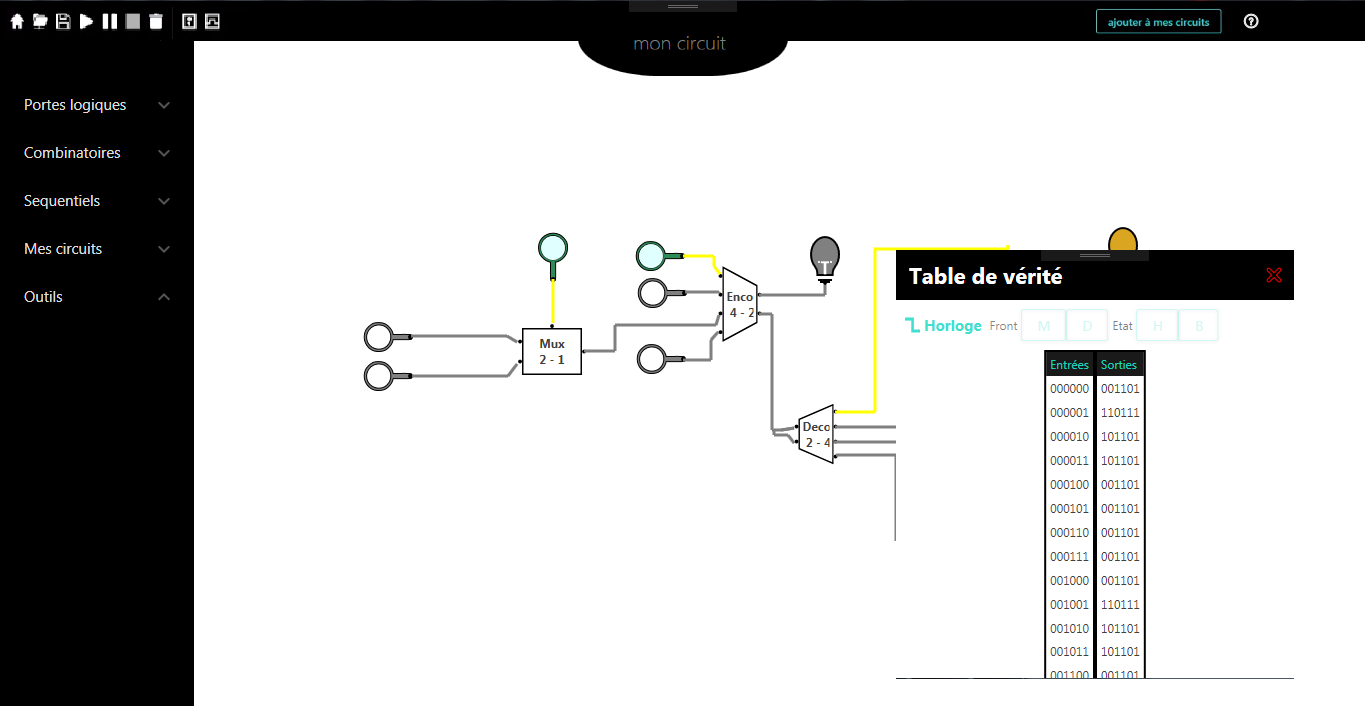 ajouter à mes circuits
mon circuit
Portes logiques
Combinatoires
Sequentiels
Mes circuits
Outils
Mux
2 - 1
Enco
4 - 2
Deco
2 - 4
Table de vérité
Horloge Front M D Etat H B
Entrées Sorties
000000 001101
000001 110111
000010 101101
000011 101101
000100 001101
000101 001101
000110 001101
000111 001101
001000 001101
001001 110111
001010 101101
001011 101101
001100 001101